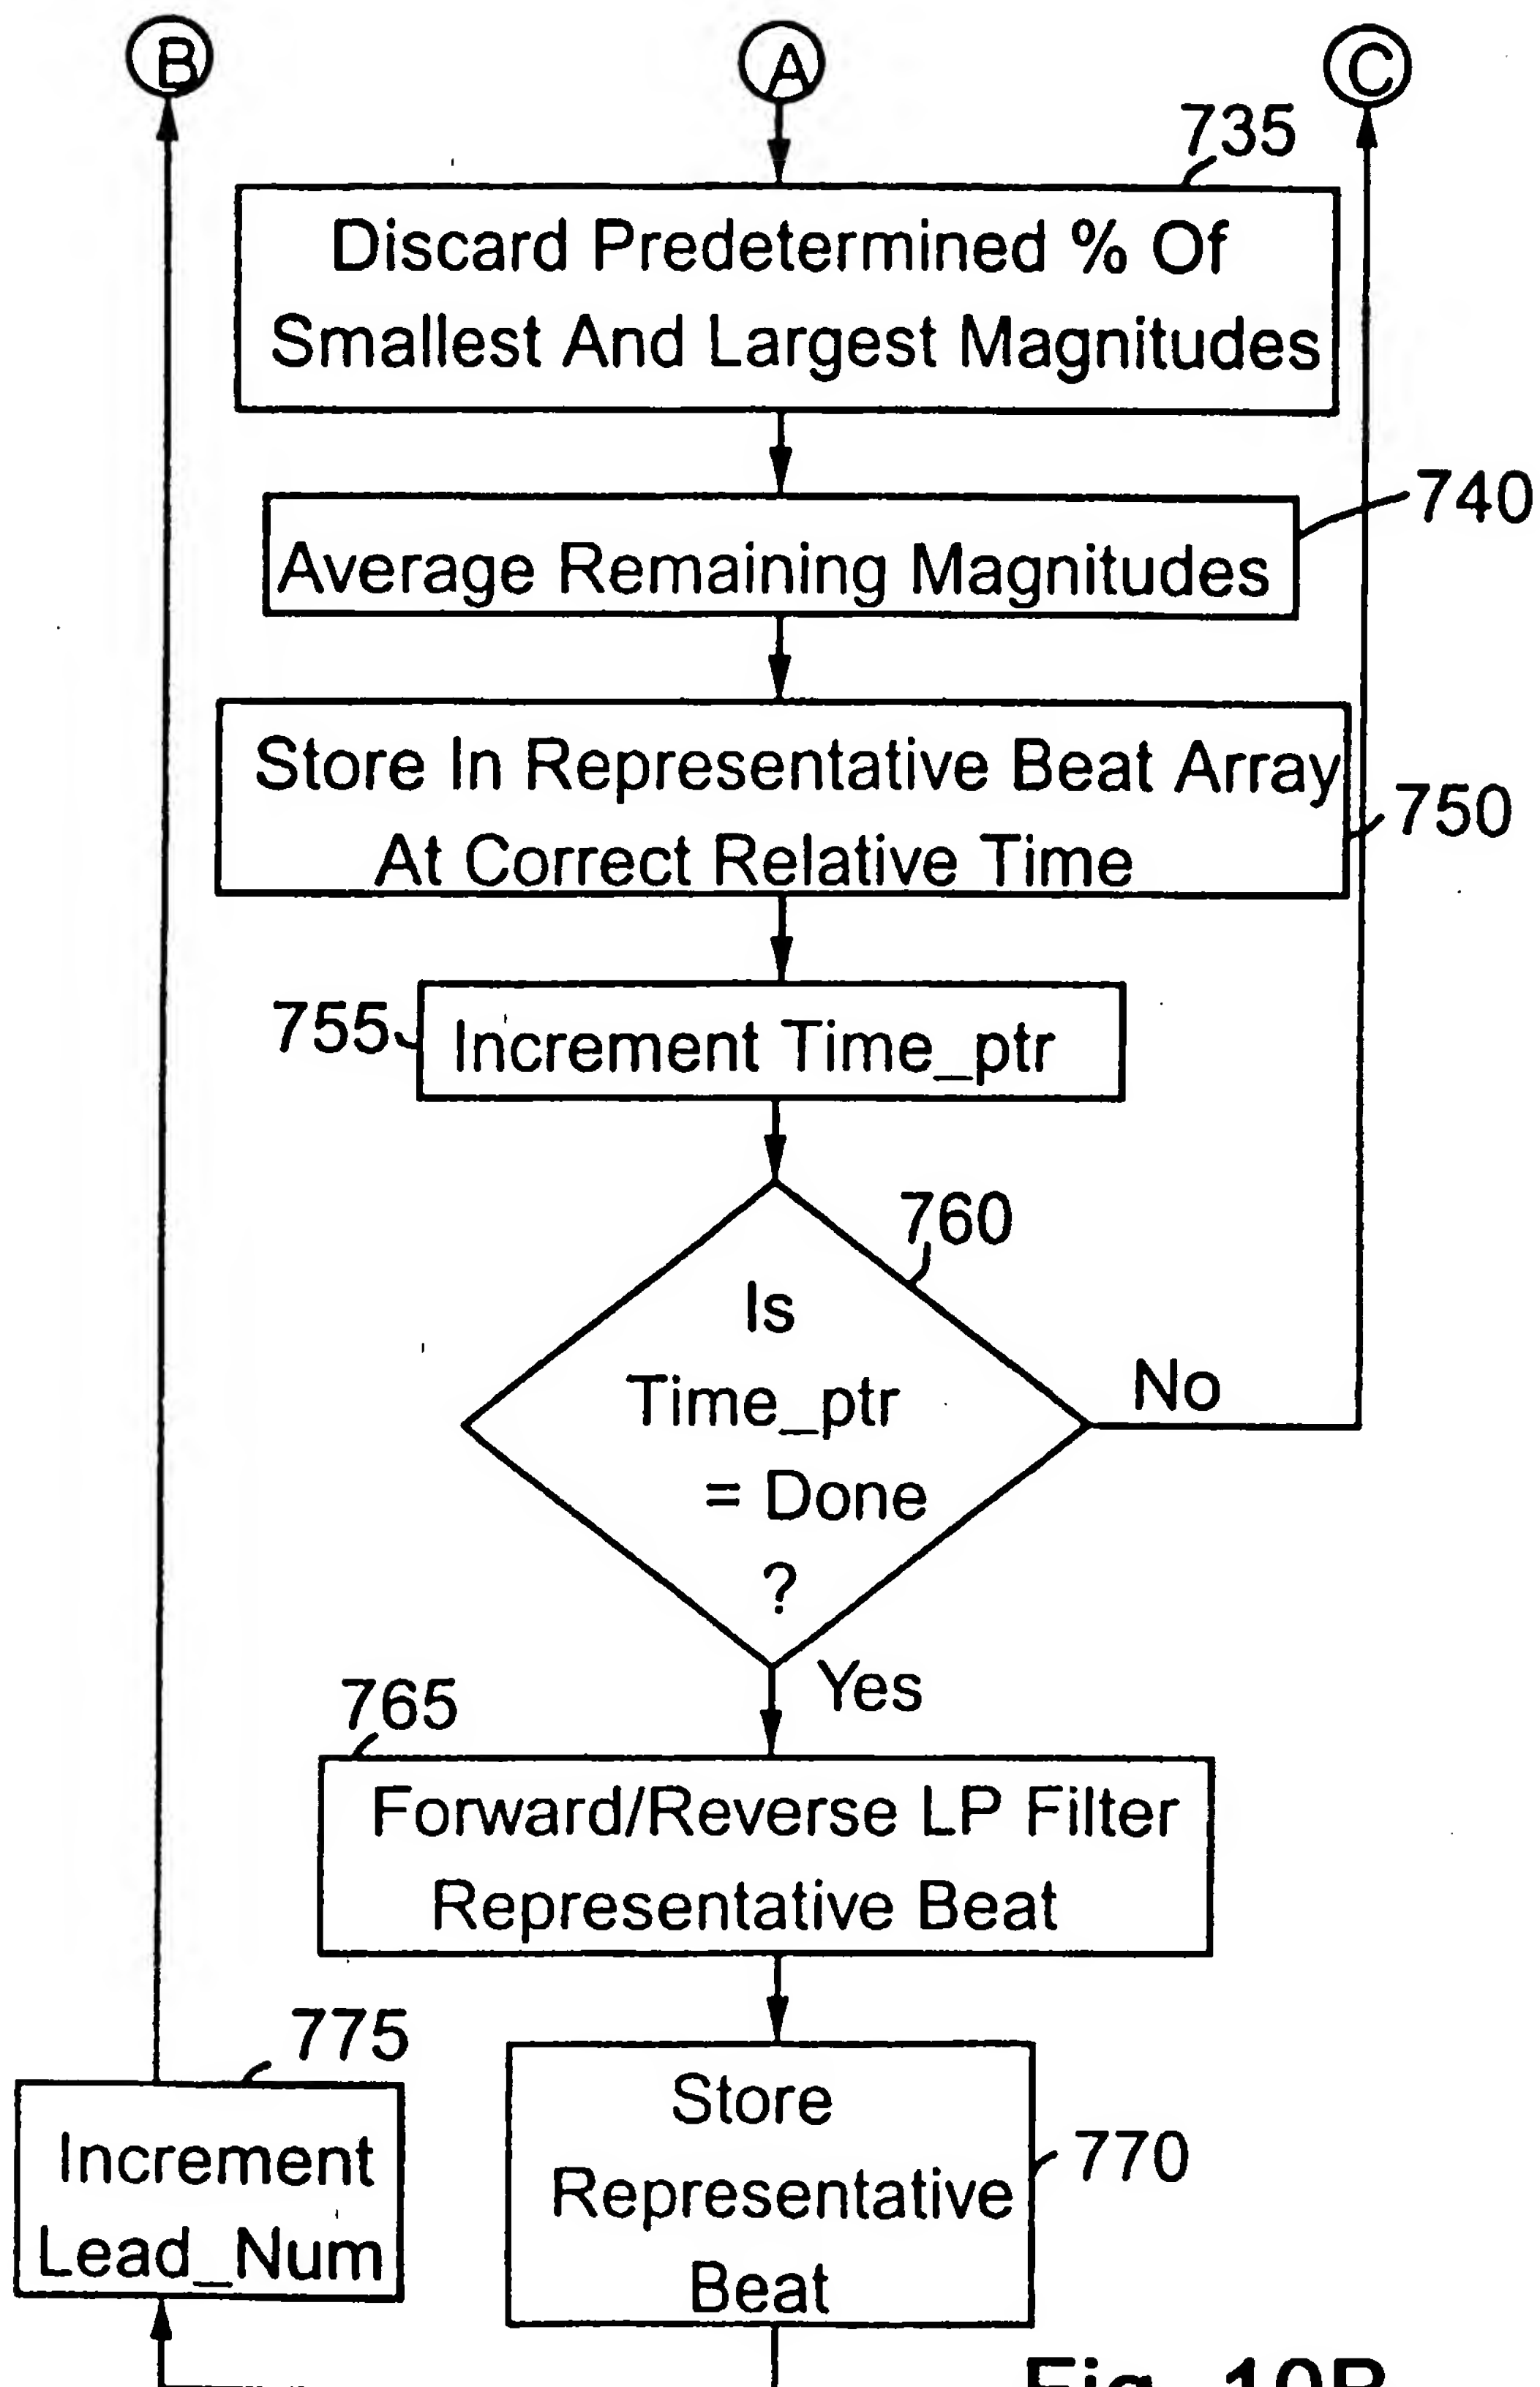 B
A
C
735
Discard Predetermined % Of
Smallest And Largest Magnitudes
740
Average Remaining Magnitudes
Store In Representative Beat Array
At Correct Relative Time
750
755
Increment Time_ptr
760
Is
Time_ptr
= Done
?
No
Yes
765
Forward/Reverse LP Filter
Representative Beat
775
Increment
Lead_Num
Store
Representative
Beat
770
Fig. 10B